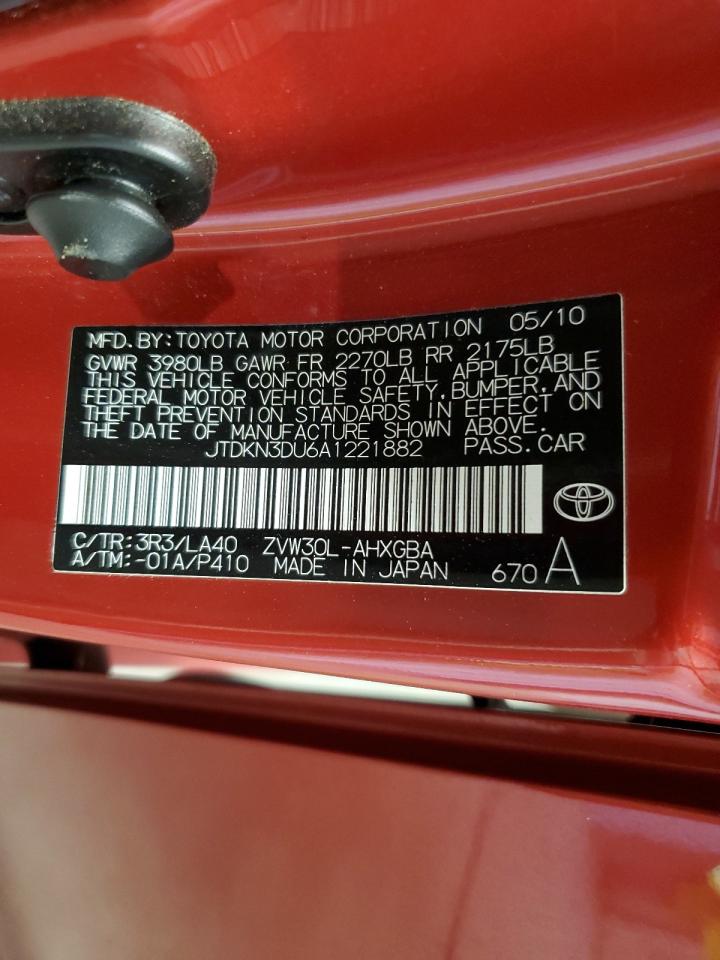 MFD. BY: TOYOTA MOTOR CORPORATION 05/10
GVWR 3980LB GAWR FR 2270LB RR 2175LB
THIS VEHICLE CONFORMS TO ALL APPLICABLE
FEDERAL MOTOR VEHICLE SAFETY, BUMPER, AND
THEFT PREVENTION STANDARDS IN EFFECT ON
THE DATE OF MANUFACTURE SHOWN ABOVE.
JTDKN3DU6A1221882 PASS. CAR
C/TR: 3R3/LA40 ZVW30L-AHXGBA
A/TM: -01A/P410 MADE IN JAPAN 670 A